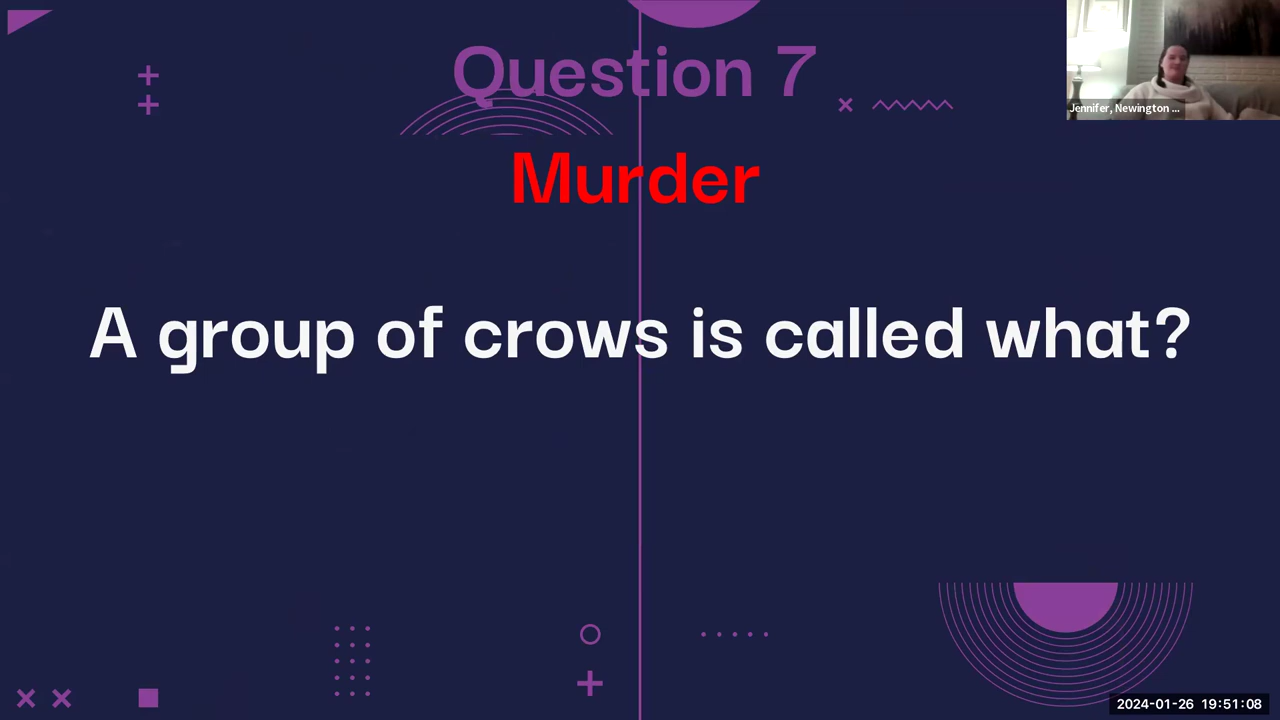 Question 7
Jennifer, Newington ...
Murder
A group of crows is called what?
2024-01-26 19:51:08